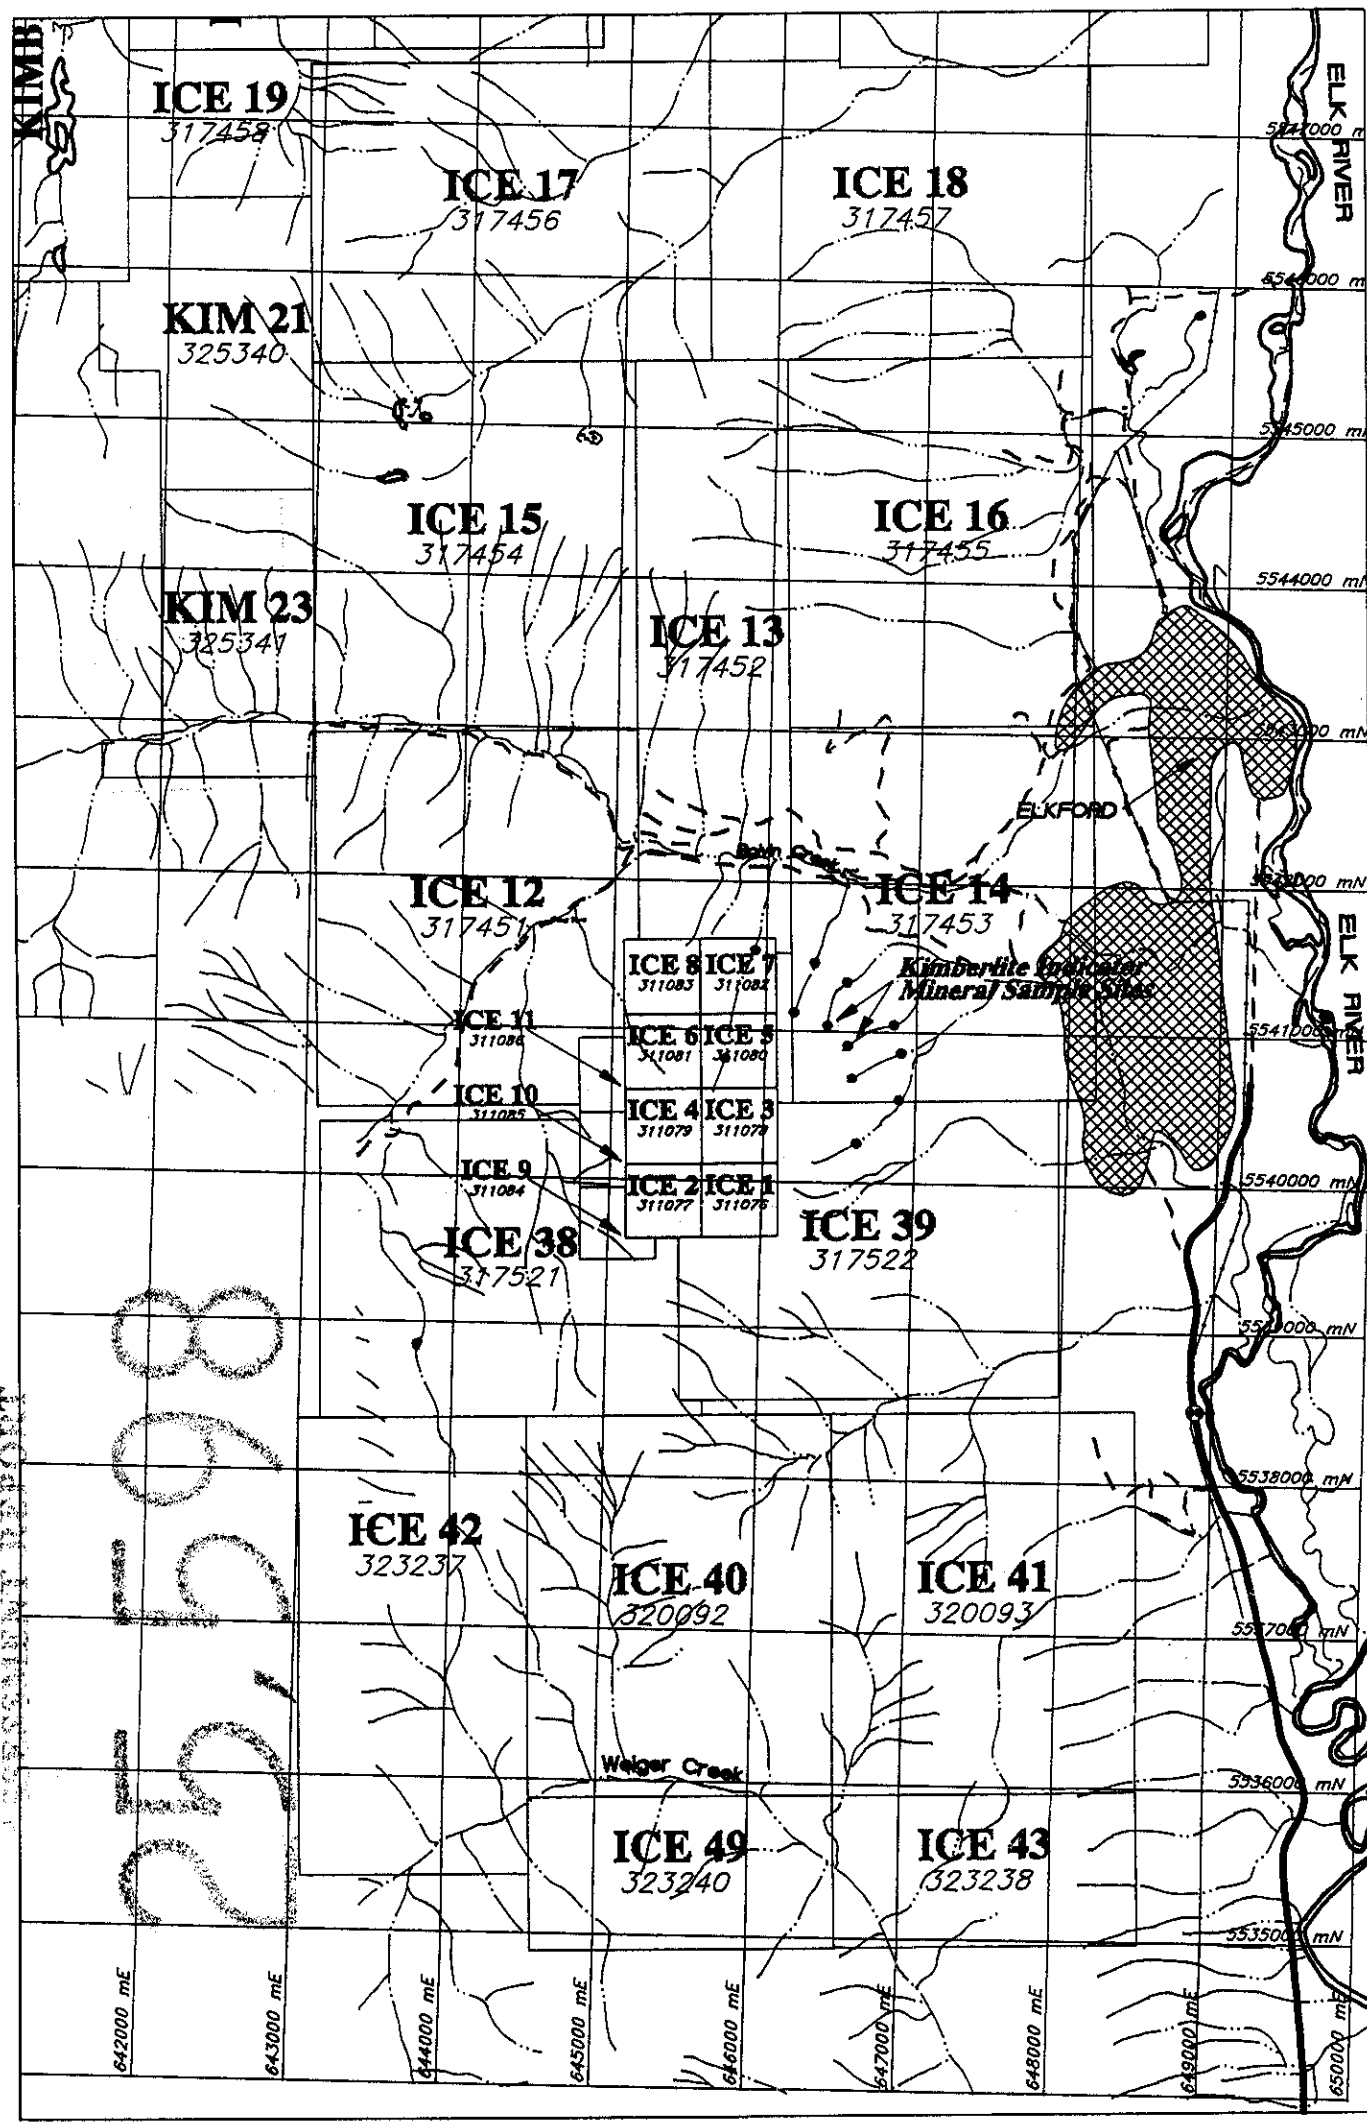 KIMB
ICE 19
317458
ELK RIVER
ICE 17
317456
ICE 18
317457
KIM 21
325340
5545000 mN
ICE 15
317454
ICE 16
317455
5544000 mN
KIM 23
325341
ICE 13
317452
ELKFORD
ICE 12
317451
ICE 14
317453
Kimberlite Indicator
Mineral Sample Sites
ELK RIVER
ICE 8
311083
ICE 7
311082
ICE 11
311086
ICE 6
311081
ICE 5
311080
5541000 mN
ICE 10
311085
ICE 4
311079
ICE 3
311078
ICE 9
311084
ICE 2
311077
ICE 1
311076
5540000 mN
ICE 38
317521
ICE 39
317522
5539000 mN
5538000 mN
ICE 42
323237
ICE 40
320092
ICE 41
320093
5537000 mN
Weiger Creek
5536000 mN
ICE 49
323240
ICE 43
323238
5535000 mN
642000 mE
643000 mE
644000 mE
645000 mE
646000 mE
647000 mE
648000 mE
649000 mE
650000 mE
25,598